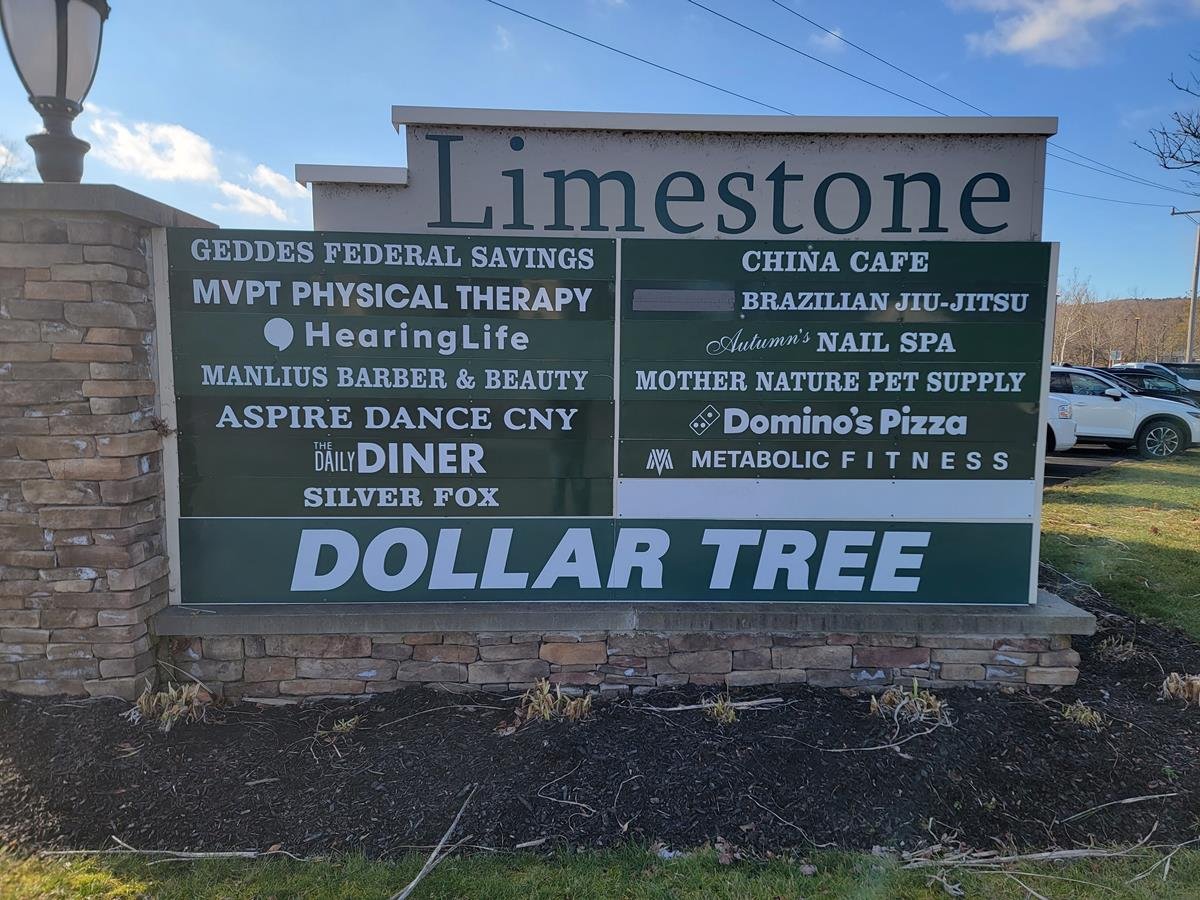 Limestone
GEDDES FEDERAL SAVINGS
MVPT PHYSICAL THERAPY
HearingLife
MANLIUS BARBER & BEAUTY
ASPIRE DANCE CNY
THE DAILY DINER
SILVER FOX
CHINA CAFE
BRAZILIAN JIU-JITSU
Autumn's NAIL SPA
MOTHER NATURE PET SUPPLY
Domino's Pizza
METABOLIC FITNESS
DOLLAR TREE